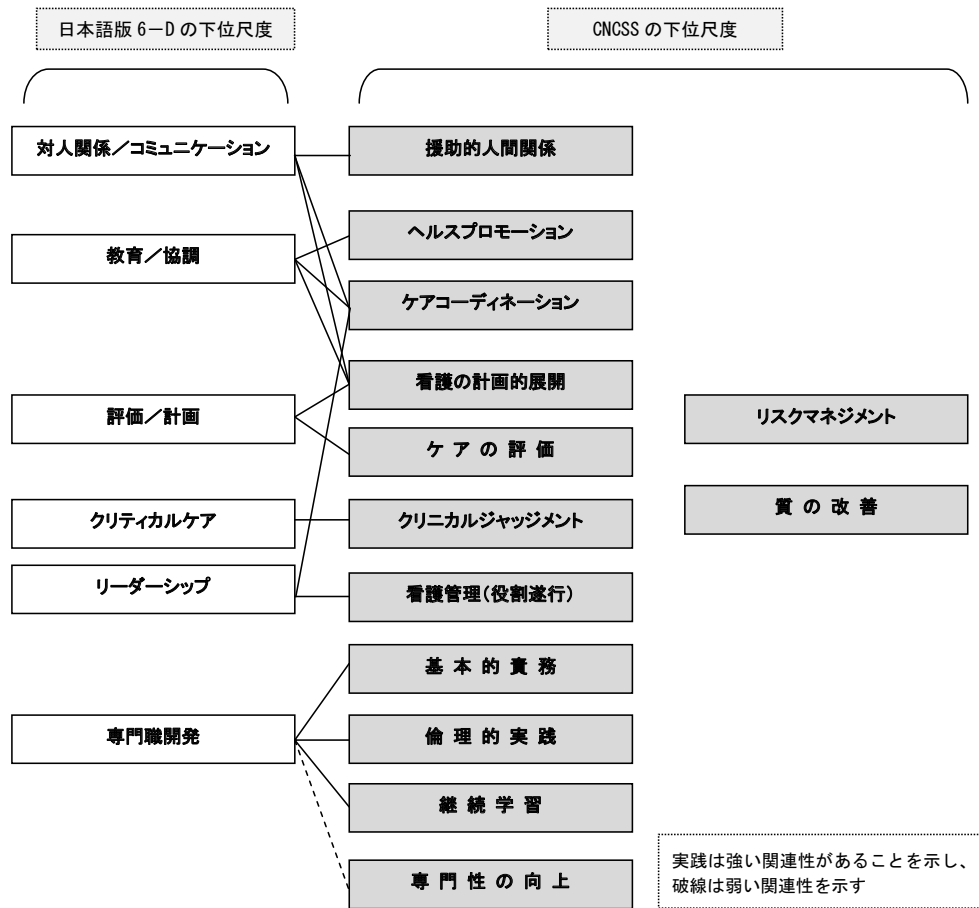 日本語版 6－D の下位尺度
CNCSS の下位尺度
対人関係／コミュニケーション
援助的人間関係
教育／協調
ヘルスプロモーション
ケアコーディネーション
評価／計画
看護の計画的展開
リスクマネジメント
ケ ア の 評 価
クリティカルケア
クリニカルジャッジメント
質 の 改 善
リーダーシップ
看護管理（役割遂行）
基 本 的 責 務
専門職開発
倫 理 的 実 践
継 続 学 習
専 門 性 の 向 上
実践は強い関連性があることを示し、
破線は弱い関連性を示す